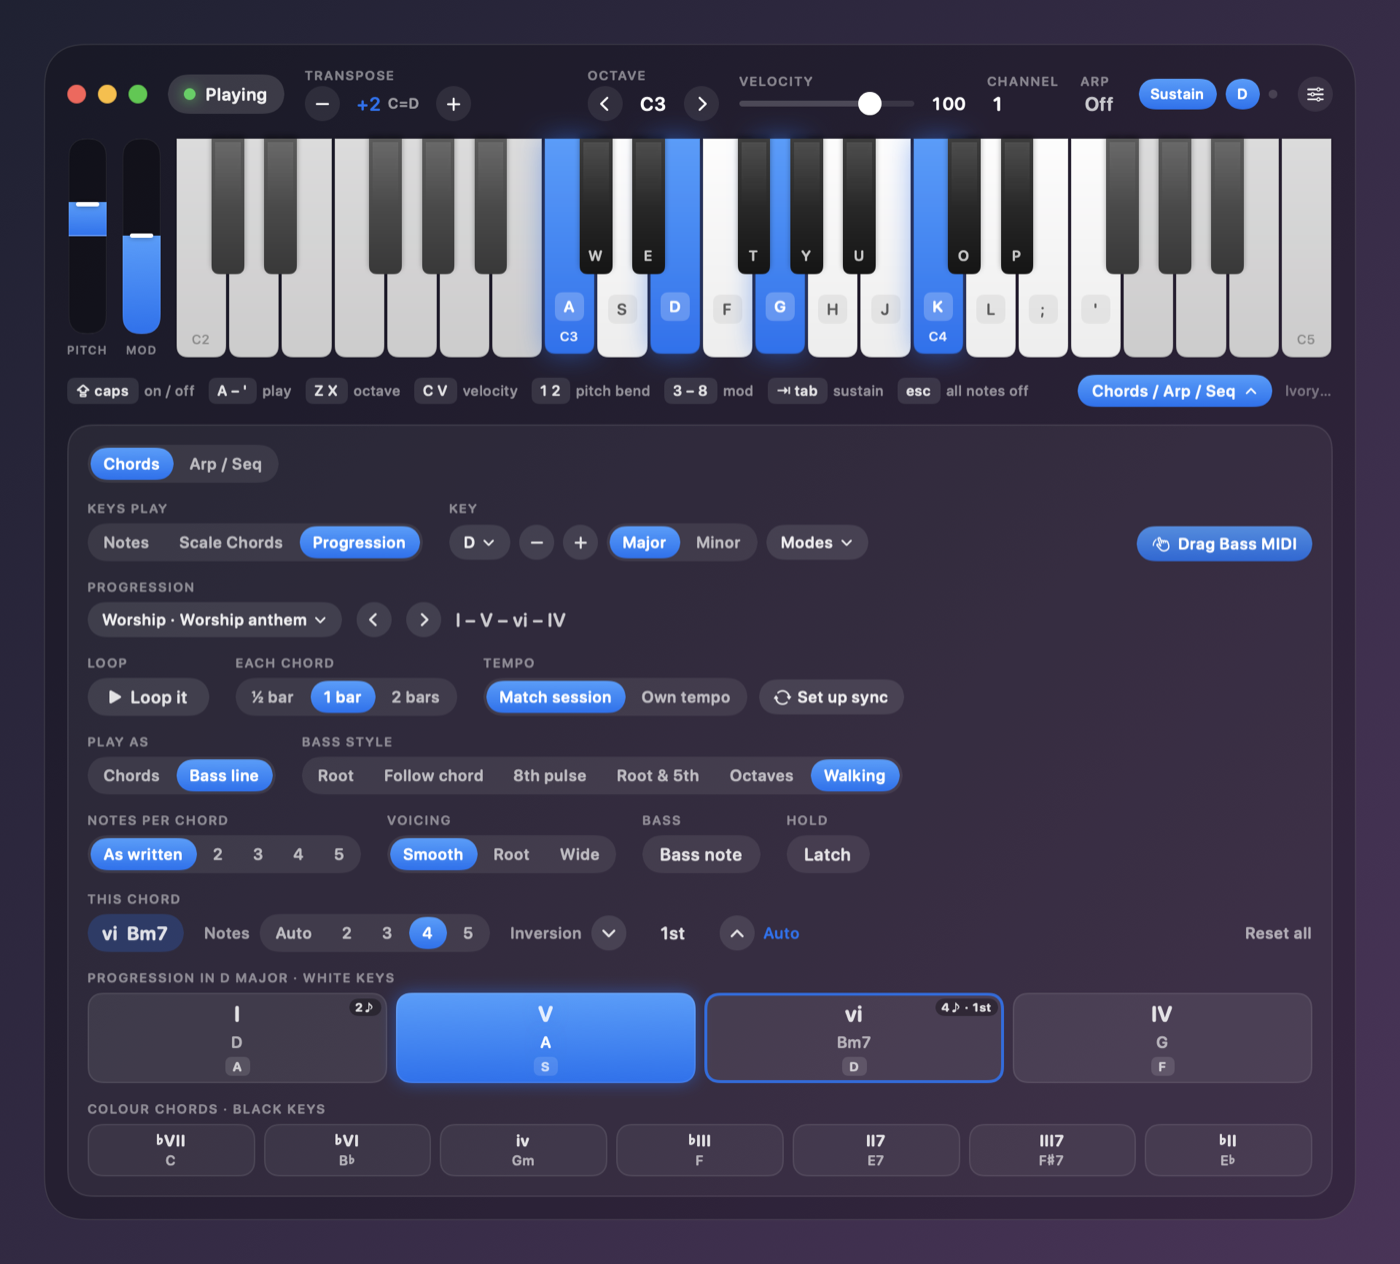 Playing
TRANSPOSE
− +2 C=D +
OCTAVE
C3
VELOCITY
100
CHANNEL
1
ARP
Off
Sustain
D
W E T Y U O P
A S D F G H J K L ; '
C2 C3 C4 C5
PITCH MOD
caps on / off A – ' play Z X octave C V velocity 1 2 pitch bend 3 – 8 mod tab sustain esc all notes off
Chords / Arp / Seq
Ivory...
Chords Arp / Seq
KEYS PLAY KEY
Notes Scale Chords Progression D − + Major Minor Modes
Drag Bass MIDI
PROGRESSION
Worship · Worship anthem I – V – vi – IV
LOOP EACH CHORD TEMPO
Loop it ½ bar 1 bar 2 bars Match session Own tempo Set up sync
PLAY AS BASS STYLE
Chords Bass line Root Follow chord 8th pulse Root & 5th Octaves Walking
NOTES PER CHORD VOICING BASS HOLD
As written 2 3 4 5 Smooth Root Wide Bass note Latch
THIS CHORD
vi Bm7 Notes Auto 2 3 4 5 Inversion 1st Auto Reset all
PROGRESSION IN D MAJOR · WHITE KEYS
I 2♪
D
A
V
A
S
vi 4♪ · 1st
Bm7
D
IV
G
F
COLOUR CHORDS · BLACK KEYS
♭VII ♭VI iv ♭III II7 III7 ♭II
C B♭ Gm F E7 F#7 E♭